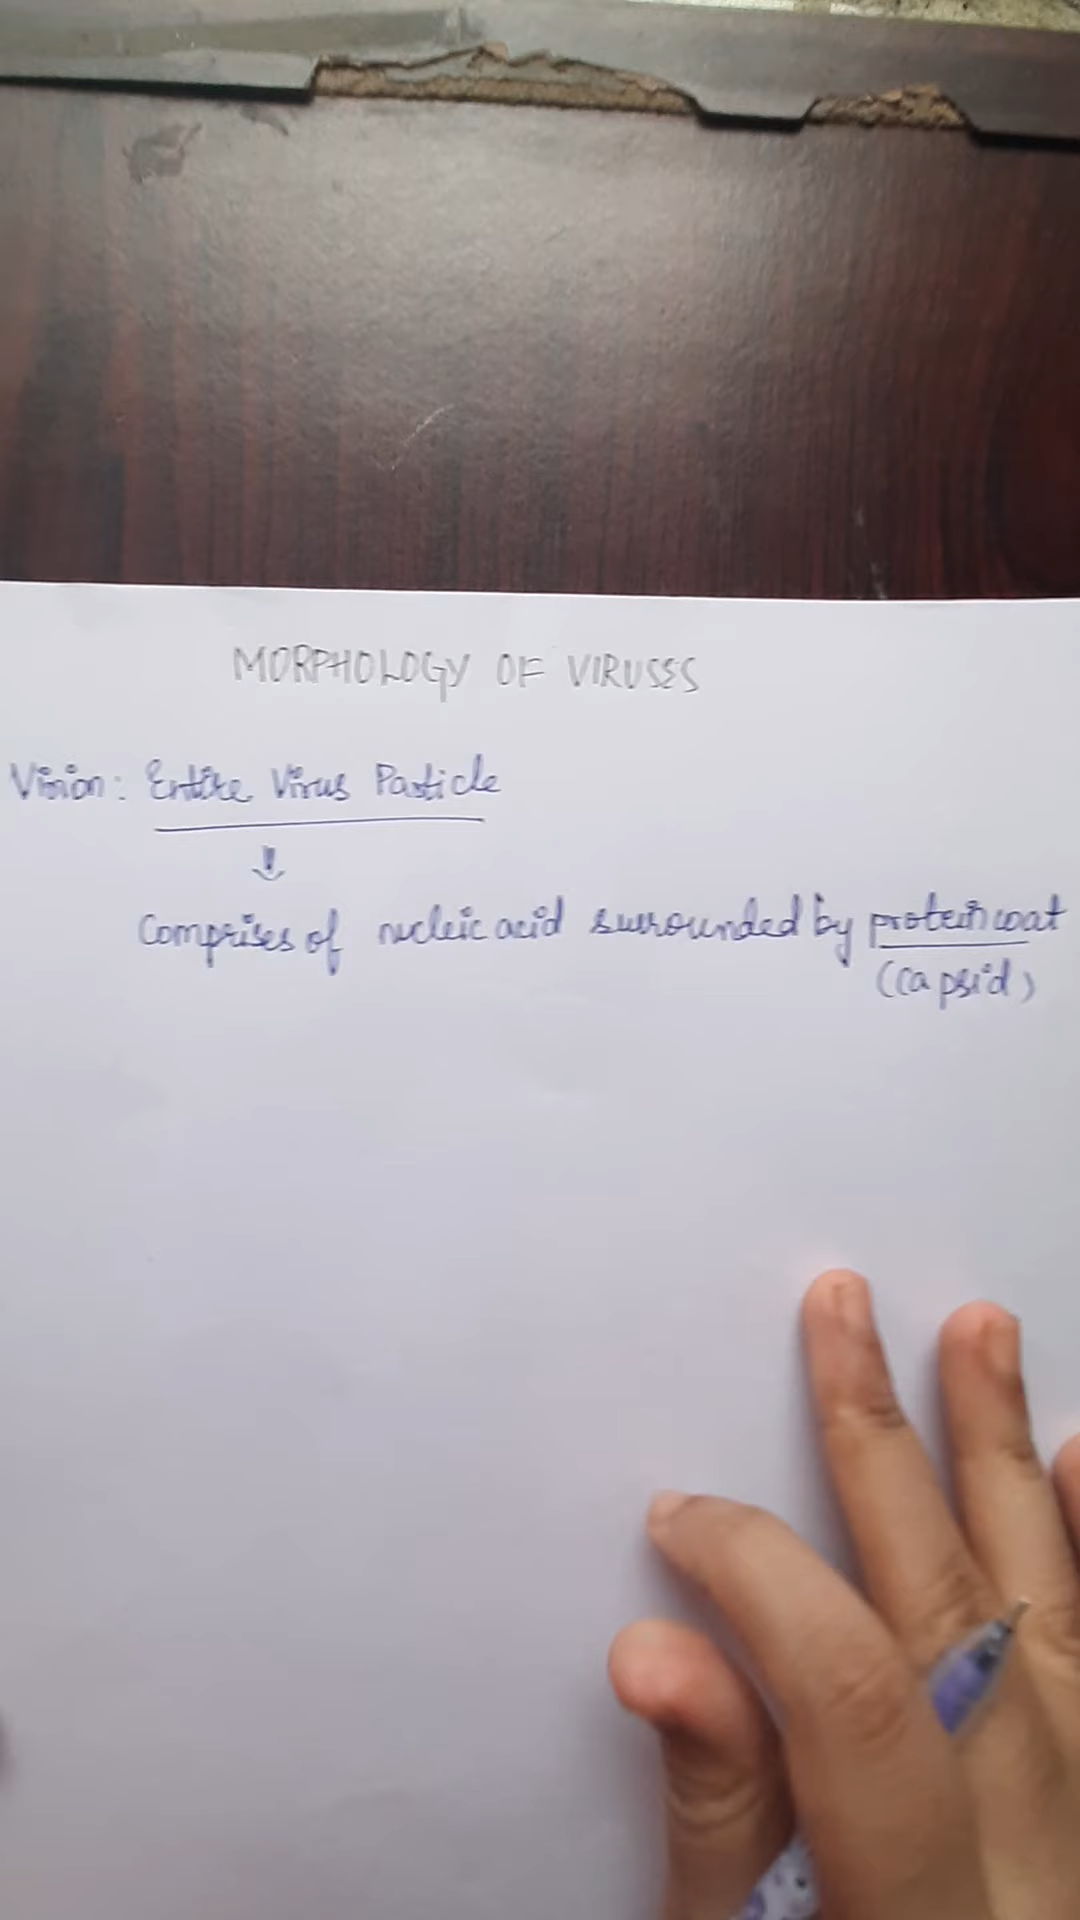 MORPHOLOGY OF VIRUSES
Virion: Entire Virus Particle
↓
Comprises of nucleic acid surrounded by protein coat
(capsid)